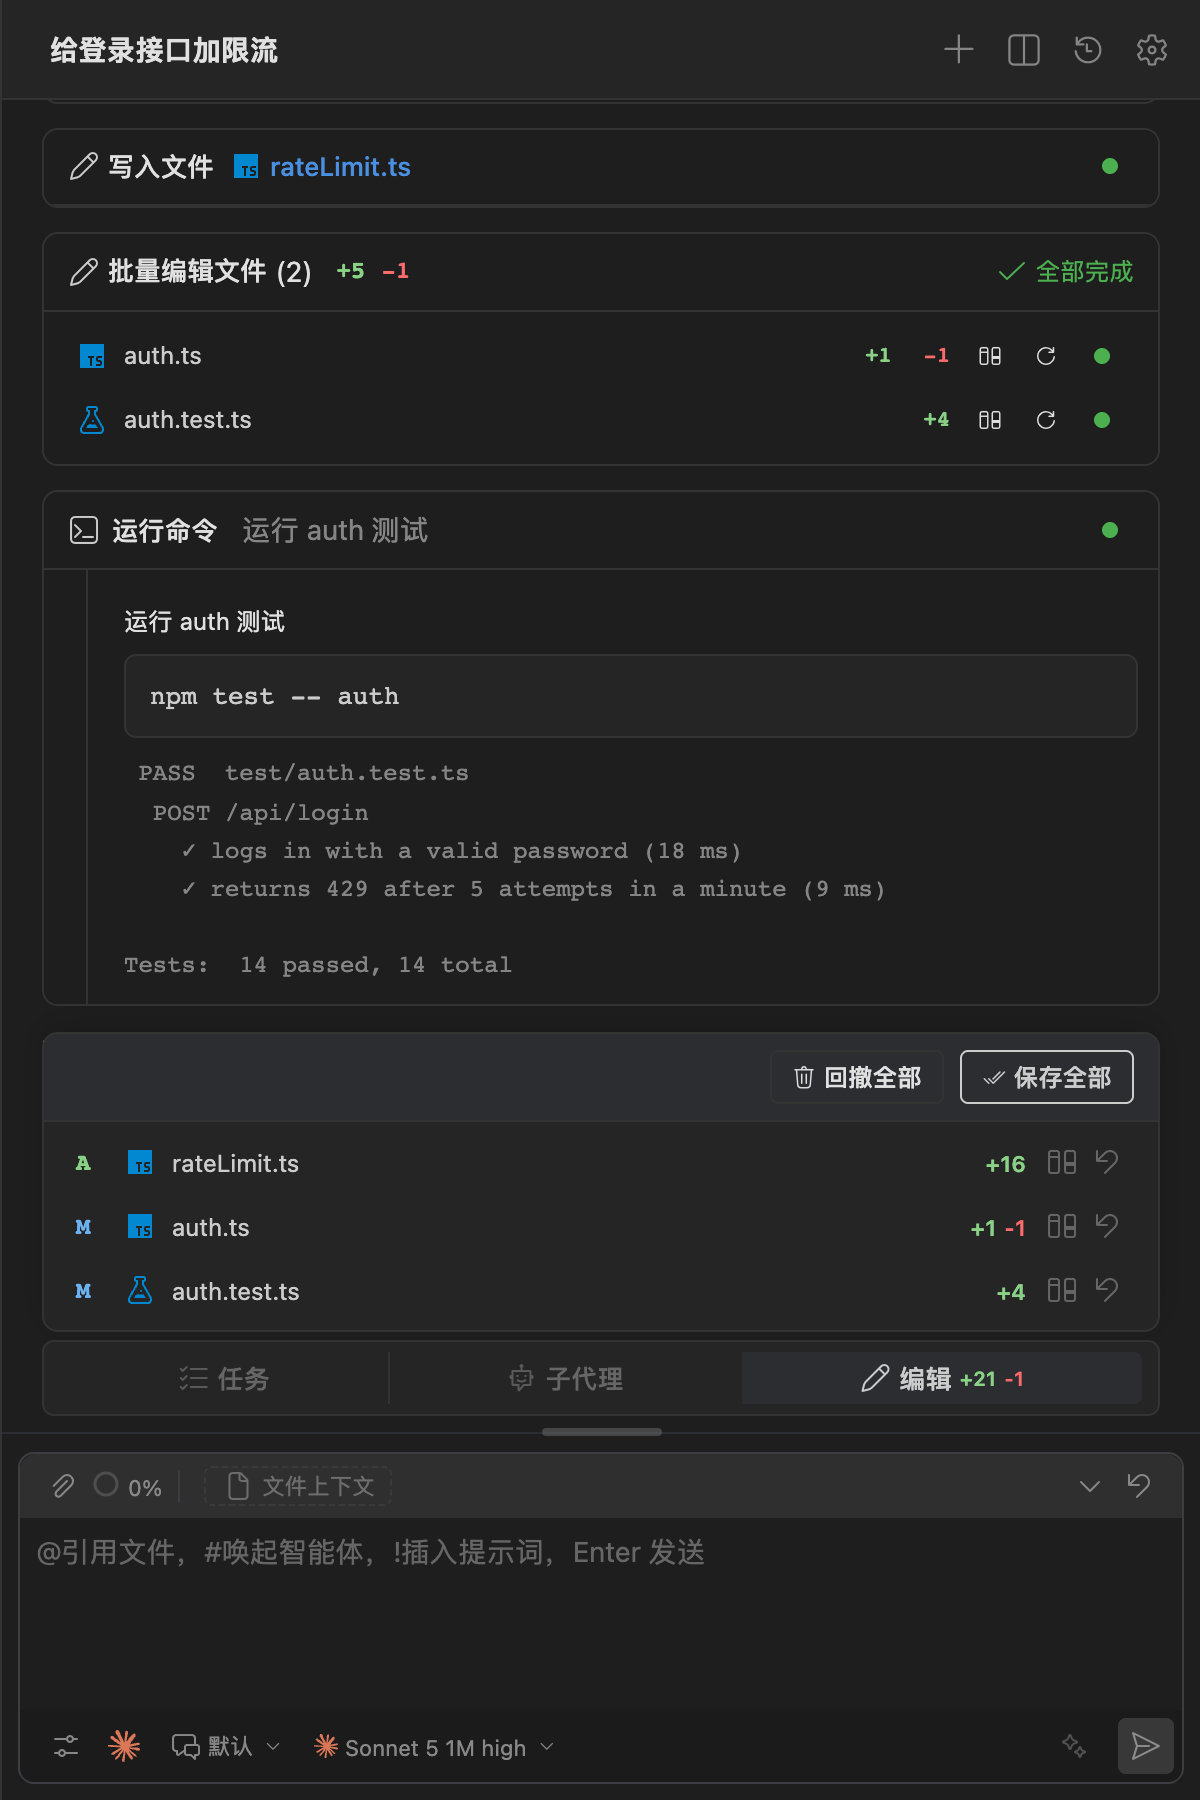 给登录接口加限流
写入文件 TS rateLimit.ts
批量编辑文件 (2) +5 -1 全部完成
TS auth.ts +1 -1
auth.test.ts +4
运行命令 运行 auth 测试
运行 auth 测试
npm test -- auth
PASS test/auth.test.ts
POST /api/login
✓ logs in with a valid password (18 ms)
✓ returns 429 after 5 attempts in a minute (9 ms)
Tests: 14 passed, 14 total
回撤全部 保存全部
A TS rateLimit.ts +16
M TS auth.ts +1 -1
M auth.test.ts +4
任务 子代理 编辑 +21 -1
0% 文件上下文
@引用文件，#唤起智能体，!插入提示词，Enter 发送
默认 Sonnet 5 1M high